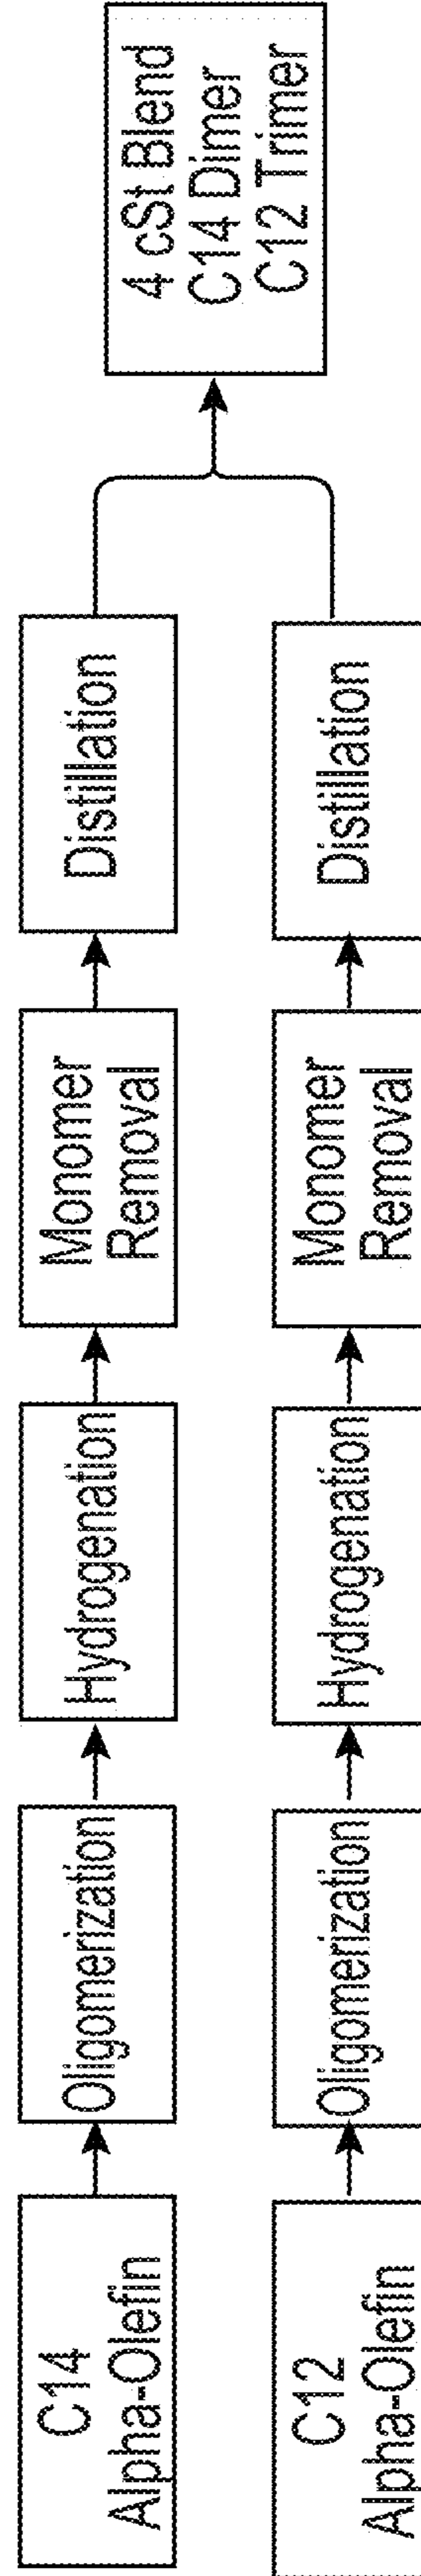 C14
Alpha-Olefin
Oligomerization
Hydrogenation
Monomer
Removal
Distillation
C12
Alpha-Olefin
Oligomerization
Hydrogenation
Monomer
Removal
Distillation
4 cSt Blend
C14 Dimer
C12 Trimer